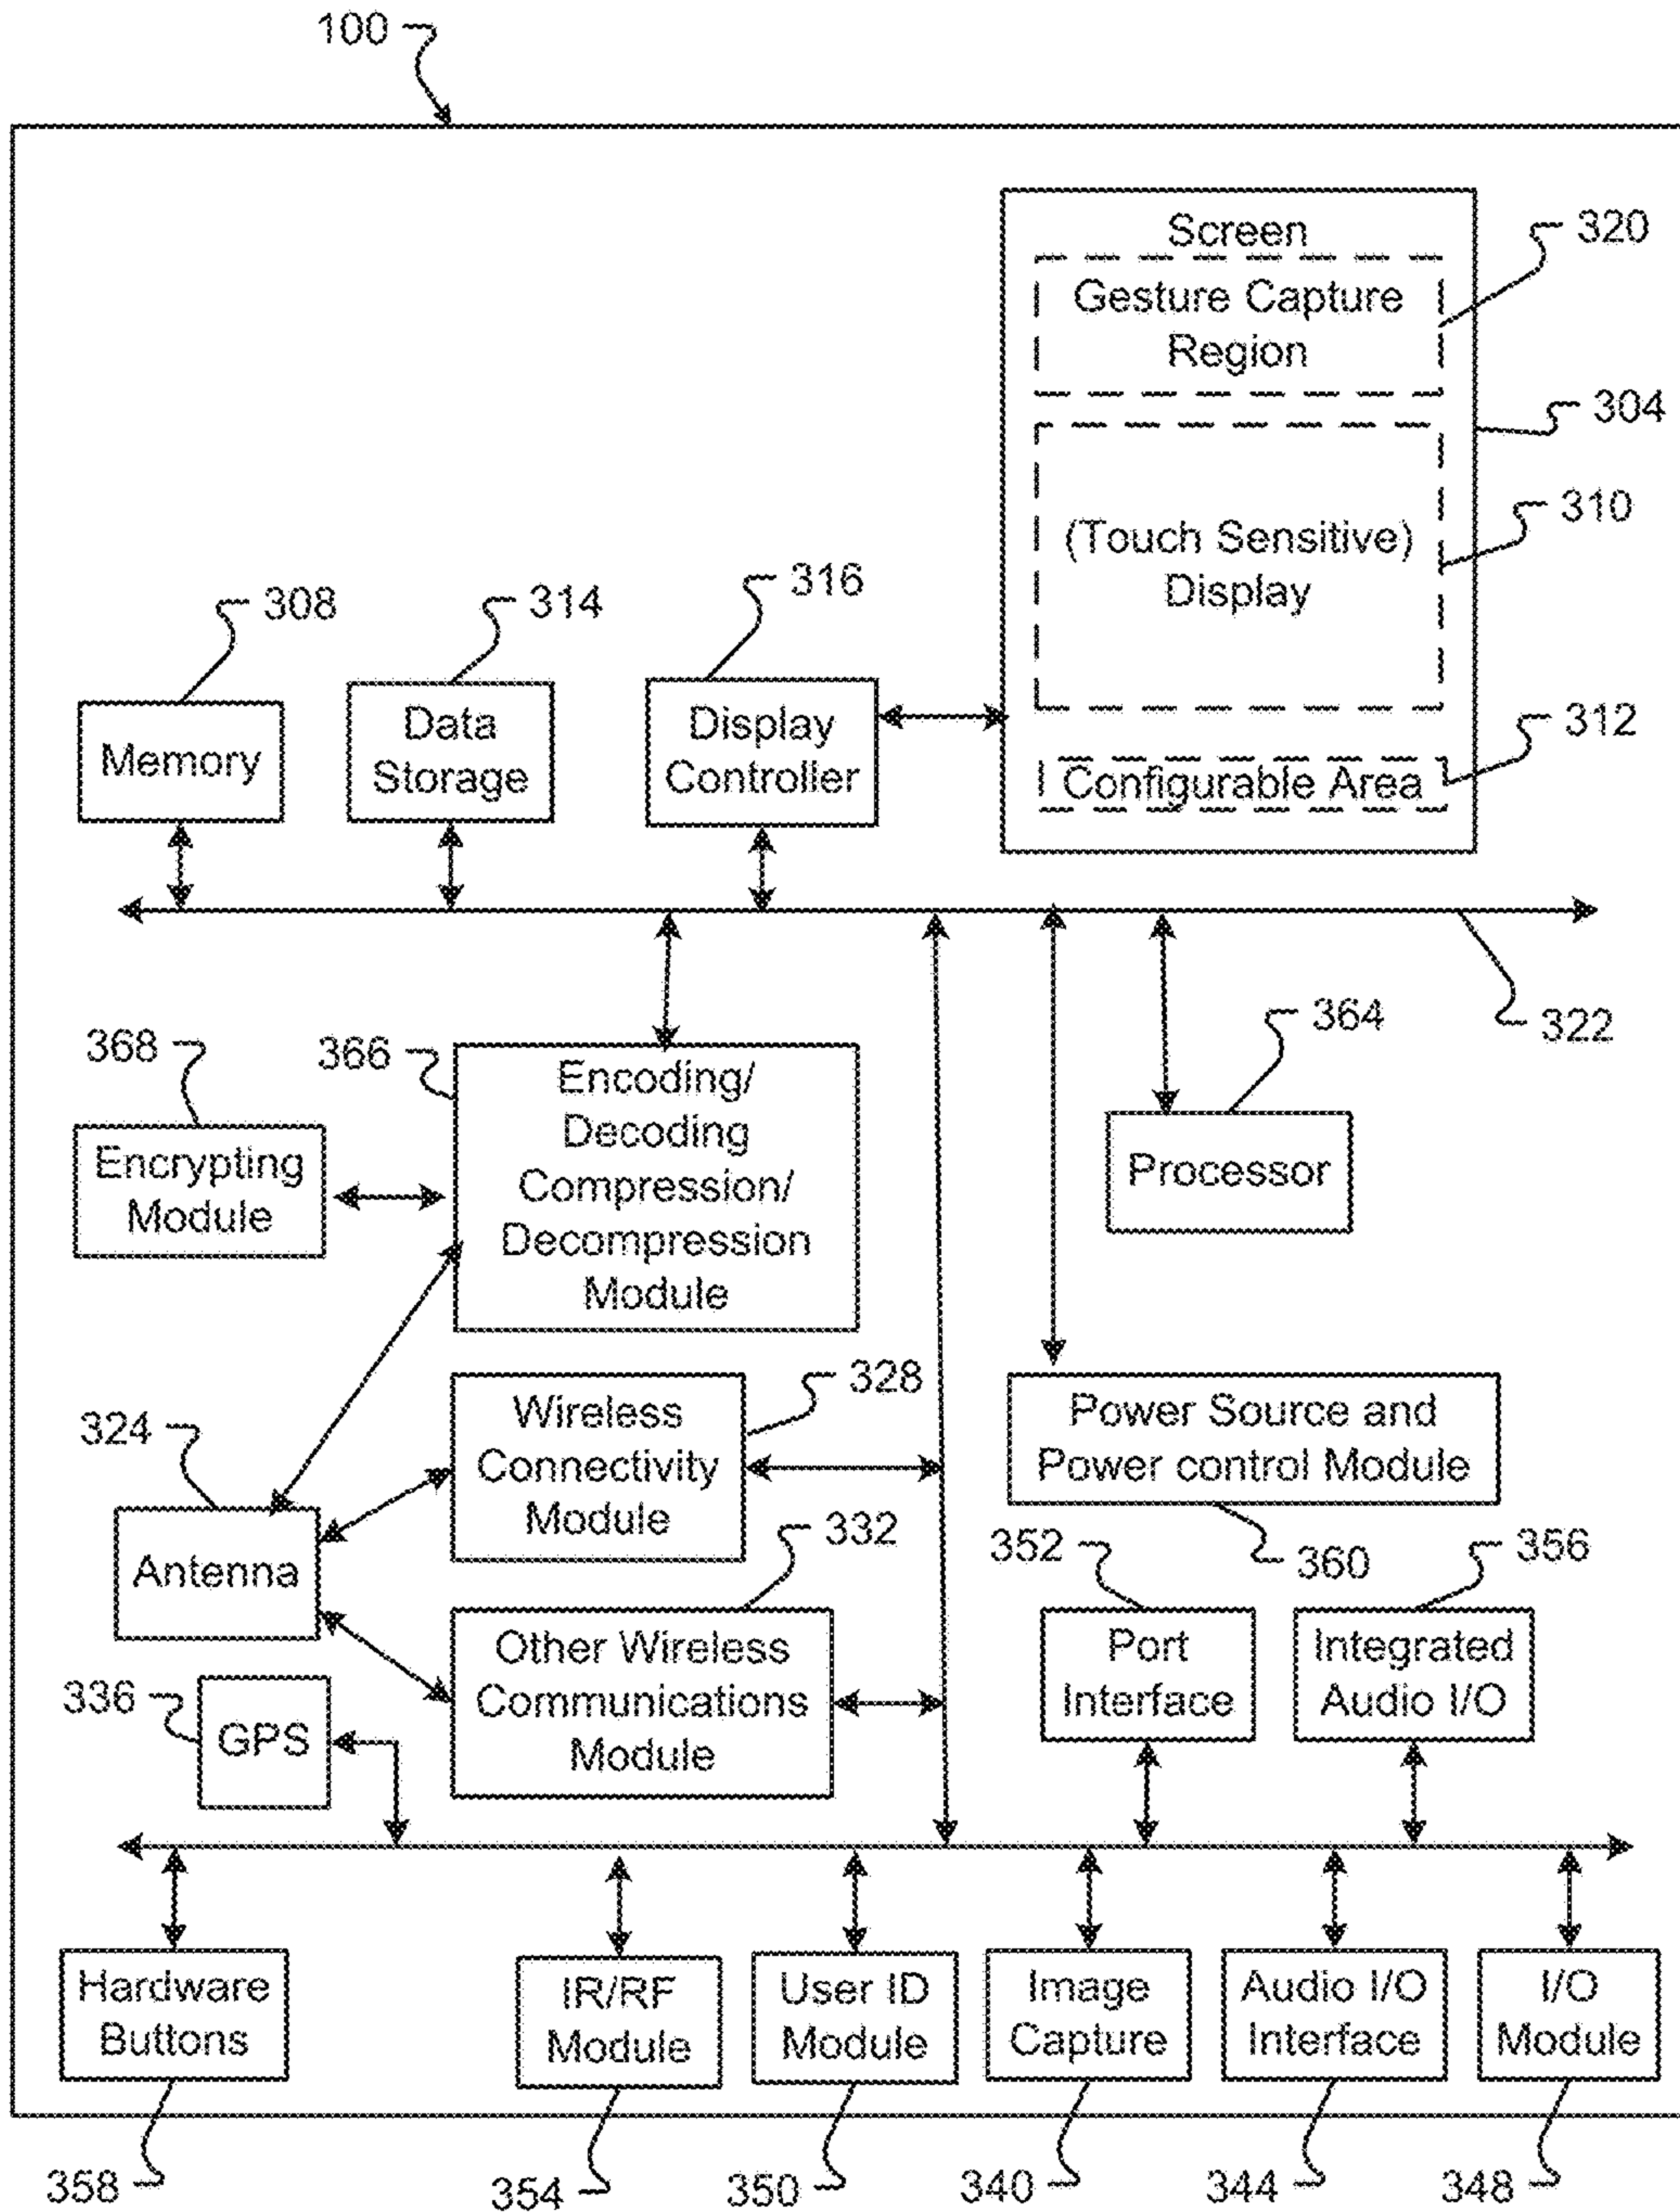 100
Screen
320
Gesture Capture
Region
304
310
(Touch Sensitive)
Display
308
314
316
312
Memory
Data
Storage
Display
Controller
Configurable Area
322
368
366
364
Encrypting
Module
Encoding/
Decoding
Compression/
Decompression
Module
Processor
324
328
Wireless
Connectivity
Module
Power Source and
Power control Module
Antenna
332
352
360
356
336
GPS
Other Wireless
Communications
Module
Port
Interface
Integrated
Audio I/O
Hardware
Buttons
IR/RF
Module
User ID
Module
Image
Capture
Audio I/O
Interface
I/O
Module
358
354
350
340
344
348